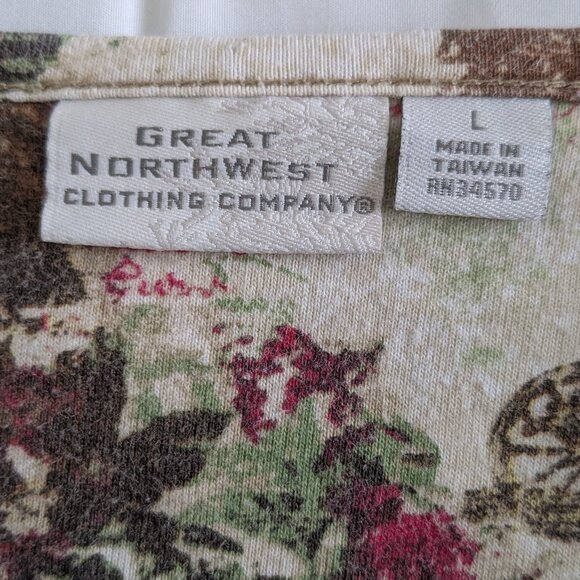 GREAT
NORTHWEST
CLOTHING COMPANY®
L
MADE IN
TAIWAN
RN34570